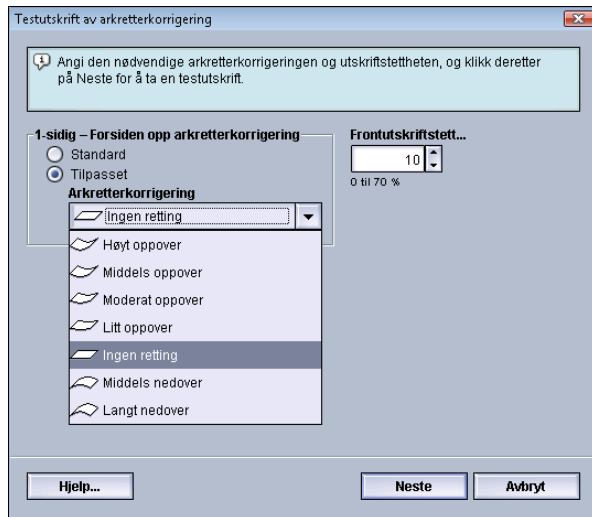 Testutskrift av arkretterkorrigering
Angi den nødvendige arkretterkorrigeringen og utskriftstettheten, og klikk deretter
på Neste for å ta en testutskrift.
1-sidig – Forsiden opp arkretterkorrigering
Standard
Tilpasset
Arkretterkorrigering
Ingen retting
Høyt oppover
Middels oppover
Moderat oppover
Litt oppover
Ingen retting
Middels nedover
Langt nedover
Frontutskriftstett...
10
0 til 70 %
Hjelp...
Neste
Avbryt